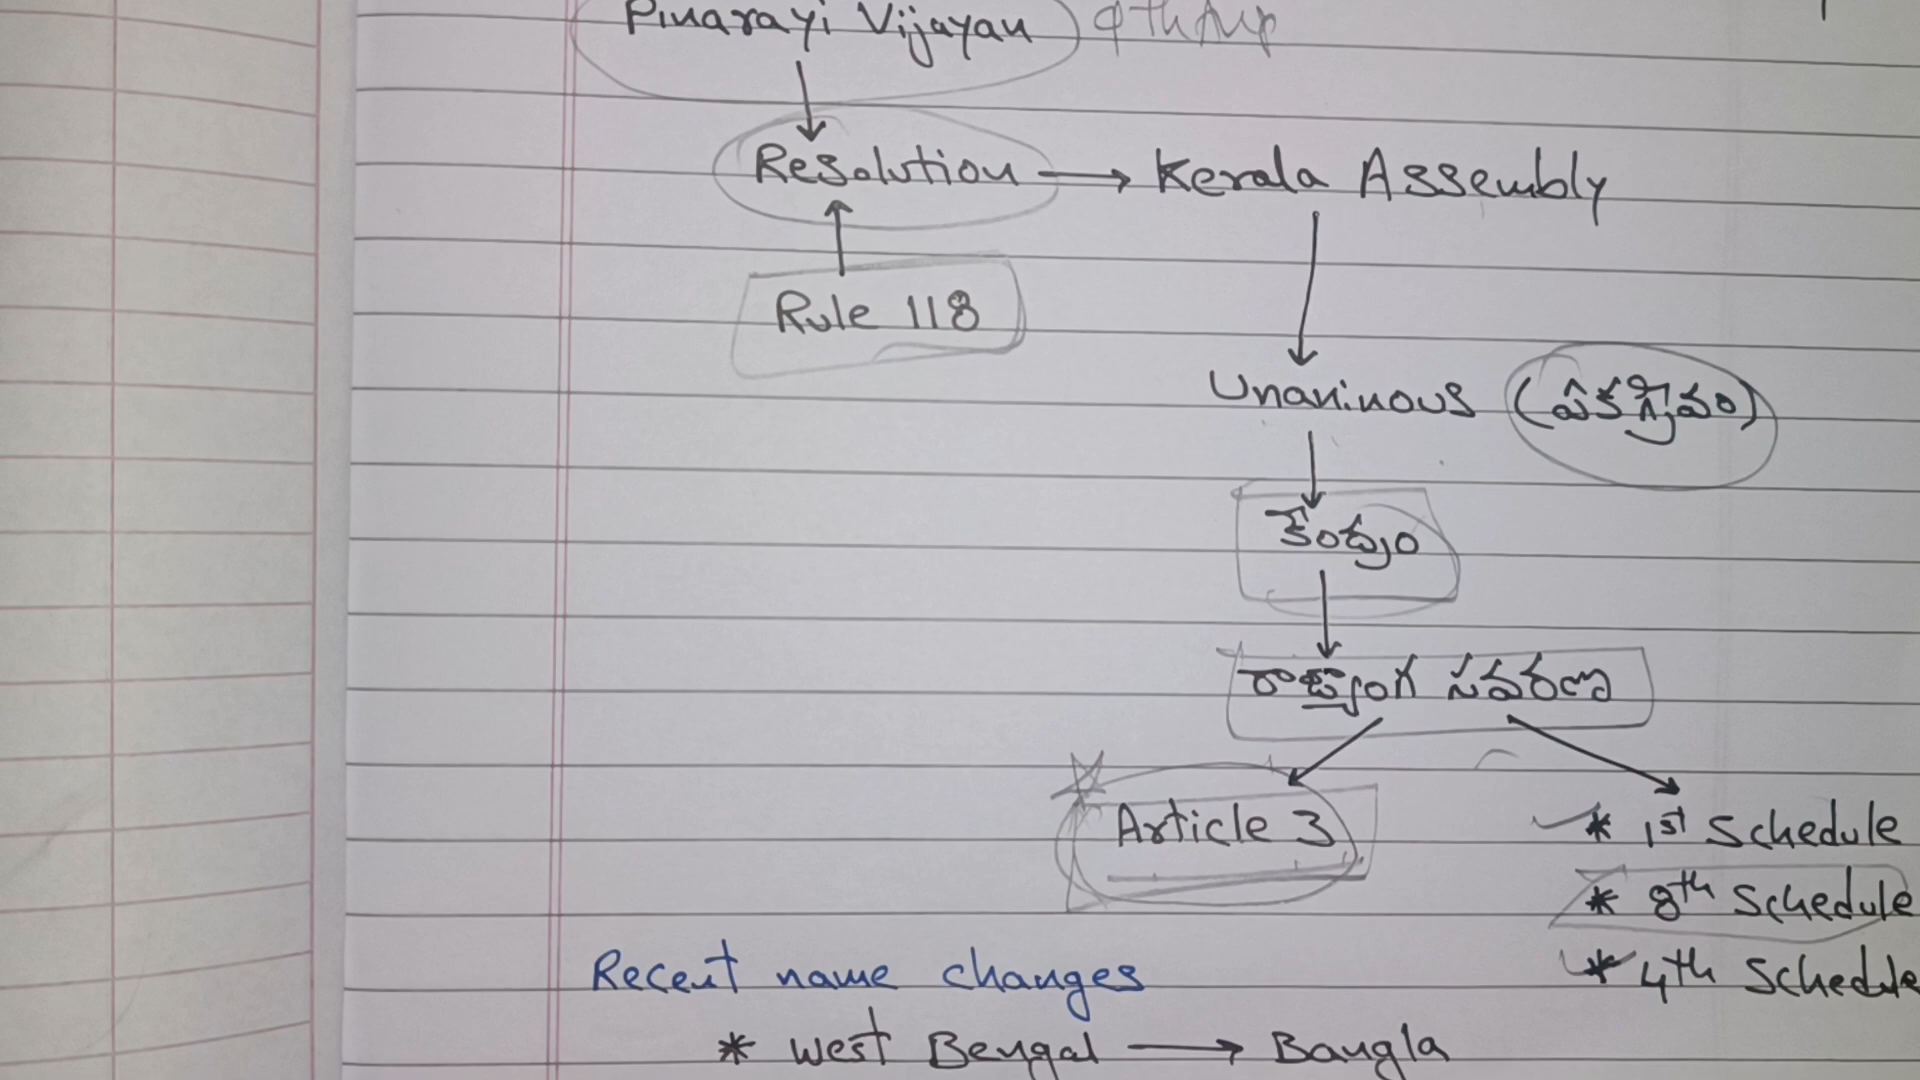 Pinarayi Vijayan
Resolution → Kerala Assembly
Rule 118
Unaninous (ఏకగ్రీవం)
కేంద్రం
రాజ్యాంగ సవరణ
Article 3
* 1st Schedule
* 8th Schedule
* 4th Schedule
Recent name changes
* West Bengal → Bangla